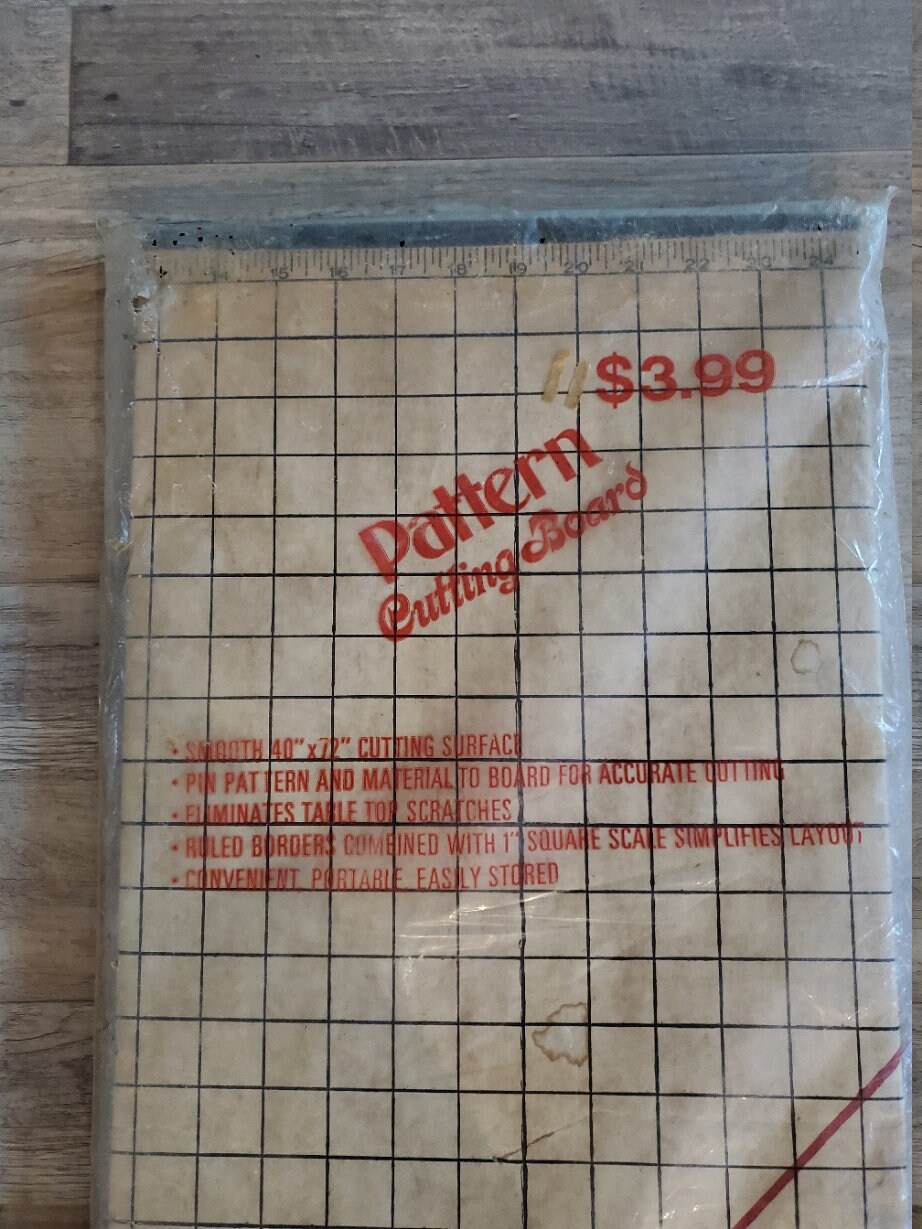 14 15 16 17 18 19 20 21 22 23 24
$3.99
Pattern
Cutting Board
• SMOOTH 40" x72" CUTTING SURFACE
• PIN PATTERN AND MATERIAL TO BOARD FOR ACCURATE CUTTING
• ELIMINATES TABLE TOP SCRATCHES
• RULED BORDERS COMBINED WITH 1" SQUARE SCALE SIMPLIFIES LAYOUT
• CONVENIENT, PORTABLE, EASILY STORED